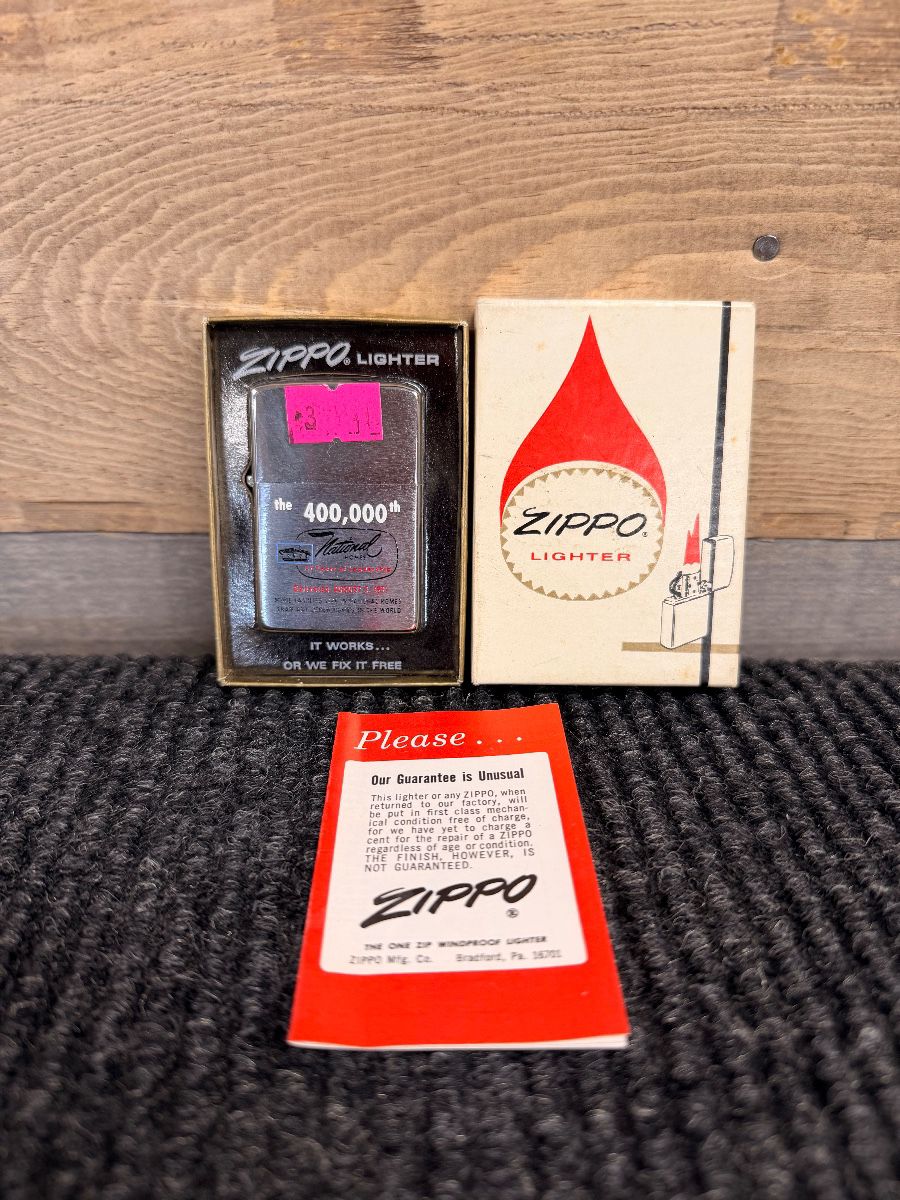 ZIPPO® LIGHTER
the 400,000th
National
HOMES
IN THE WORLD
IT WORKS...
OR WE FIX IT FREE
ZIPPO®
LIGHTER
Please...
Our Guarantee is Unusual
This lighter or any ZIPPO, when
returned to our factory, will
be put in first class mechan-
ical condition free of charge,
for we have yet to charge a
cent for the repair of a ZIPPO
regardless of age or condition.
THE FINISH, HOWEVER, IS
NOT GUARANTEED.
ZIPPO
®
THE ONE ZIP WINDPROOF LIGHTER
ZIPPO Mfg. Co. Bradford, Pa. 16701